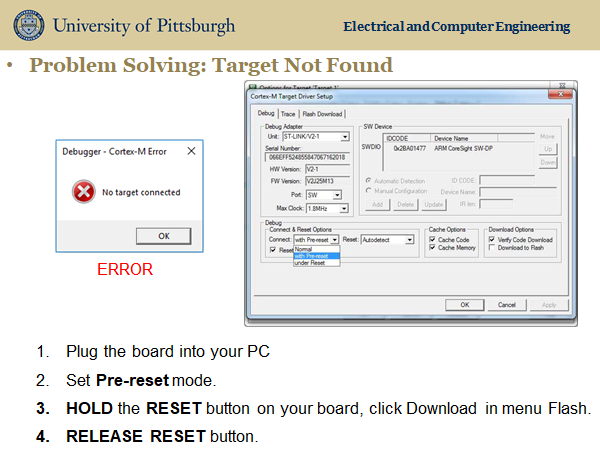 University of Pittsburgh
Electrical and Computer Engineering
• Problem Solving: Target Not Found
Debugger - Cortex-M Error
No target connected
OK
ERROR
Options for Target 'Target 1'
Cortex-M Target Driver Setup
Debug Trace Flash Download
Debug Adapter
Unit: ST-LINK/V2-1
Serial Number:
066EFF524855847067162018
HW Version: V2-1
FW Version: V2J25M13
Port: SW
Max Clock: 1.8MHz
SW Device
IDCODE Device Name Move
SWDIO 0x2BA01477 ARM CoreSight SW-DP Up
Down
Automatic Detection ID CODE:
Manual Configuration Device Name:
Add Delete Update IR len:
Debug
Connect & Reset Options
Connect: with Pre-reset Reset: Autodetect
Normal
with Pre-reset
under Reset
Reset
Cache Options
Cache Code
Cache Memory
Download Options
Verify Code Download
Download to Flash
OK Cancel Apply
1. Plug the board into your PC
2. Set Pre-reset mode.
3. HOLD the RESET button on your board, click Download in menu Flash.
4. RELEASE RESET button.